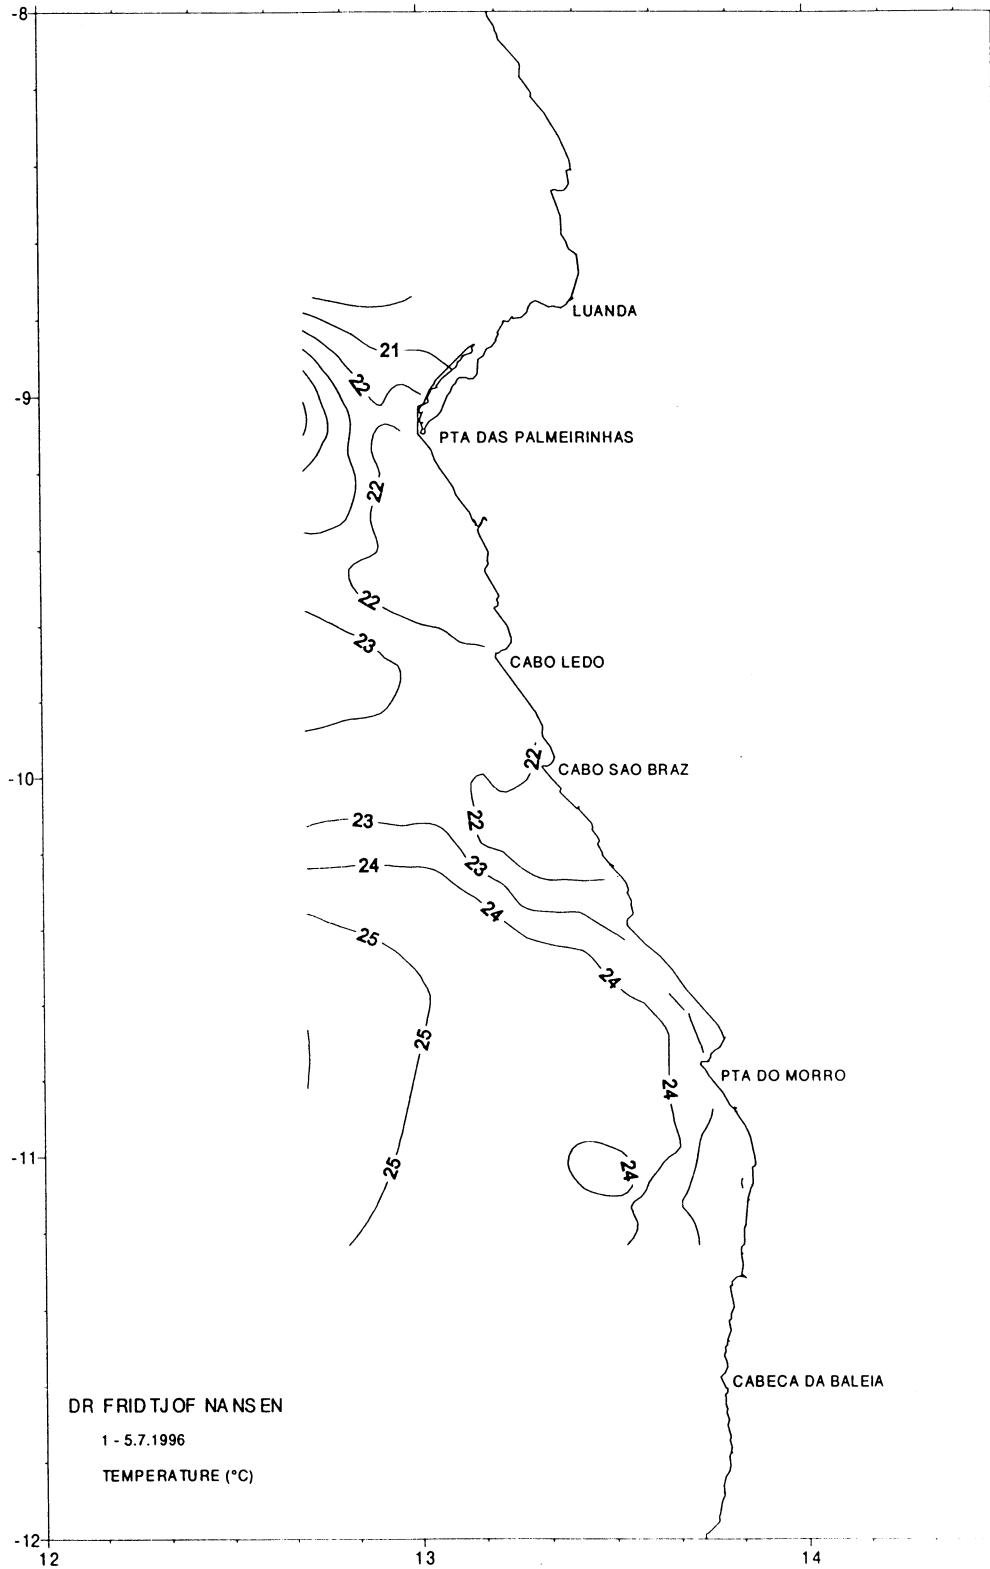 -8
LUANDA
21
22
-9
PTA DAS PALMEIRINHAS
22
22
23
CABO LEDO
22
CABO SAO BRAZ
-10
22
23
23
24
24
25
24
25
PTA DO MORRO
24
-11
25
24
CABECA DA BALEIA
DR FRIDTJOF NANSEN
1 - 5.7.1996
TEMPERATURE (°C)
-12
12
13
14